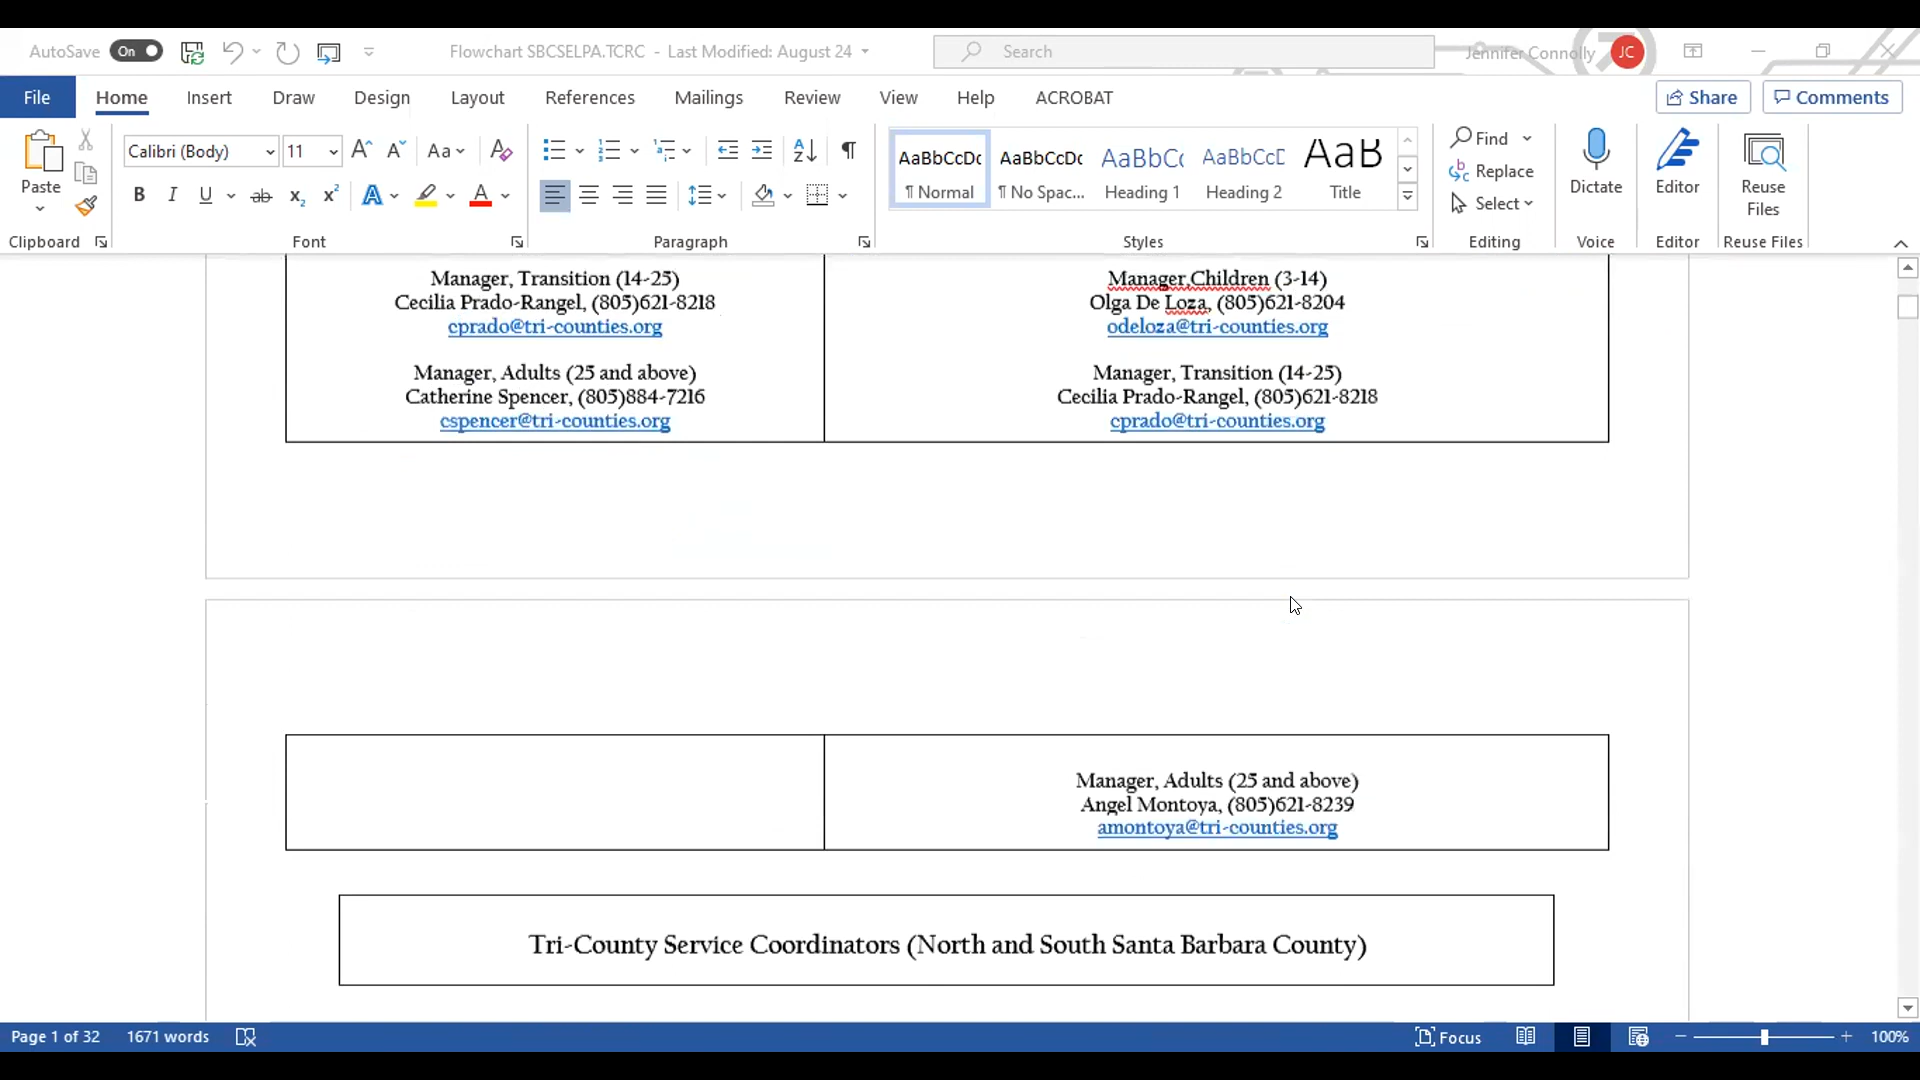 AutoSave On Flowchart SBCSELPA.TCRC - Last Modified: August 24 Search Jennifer Connolly JC
File Home Insert Draw Design Layout References Mailings Review View Help ACROBAT Share Comments
Paste
Clipboard
Calibri (Body) 11 A A Aa A
B I U ab x2 x2 A A
Font
Paragraph
AaBbCcDc AaBbCcDc AaBbC AaBbCcD AaB
¶ Normal ¶ No Spac... Heading 1 Heading 2 Title
Styles
Find
Replace
Select
Editing
Dictate
Voice
Editor
Editor
Reuse
Files
Reuse Files
Manager, Transition (14-25)
Cecilia Prado-Rangel, (805)621-8218
cprado@tri-counties.org
Manager, Adults (25 and above)
Catherine Spencer, (805)884-7216
cspencer@tri-counties.org
Manager,Children (3-14)
Olga De Loza, (805)621-8204
odeloza@tri-counties.org
Manager, Transition (14-25)
Cecilia Prado-Rangel, (805)621-8218
cprado@tri-counties.org
Manager, Adults (25 and above)
Angel Montoya, (805)621-8239
amontoya@tri-counties.org
Tri-County Service Coordinators (North and South Santa Barbara County)
Page 1 of 32 1671 words Focus 100%